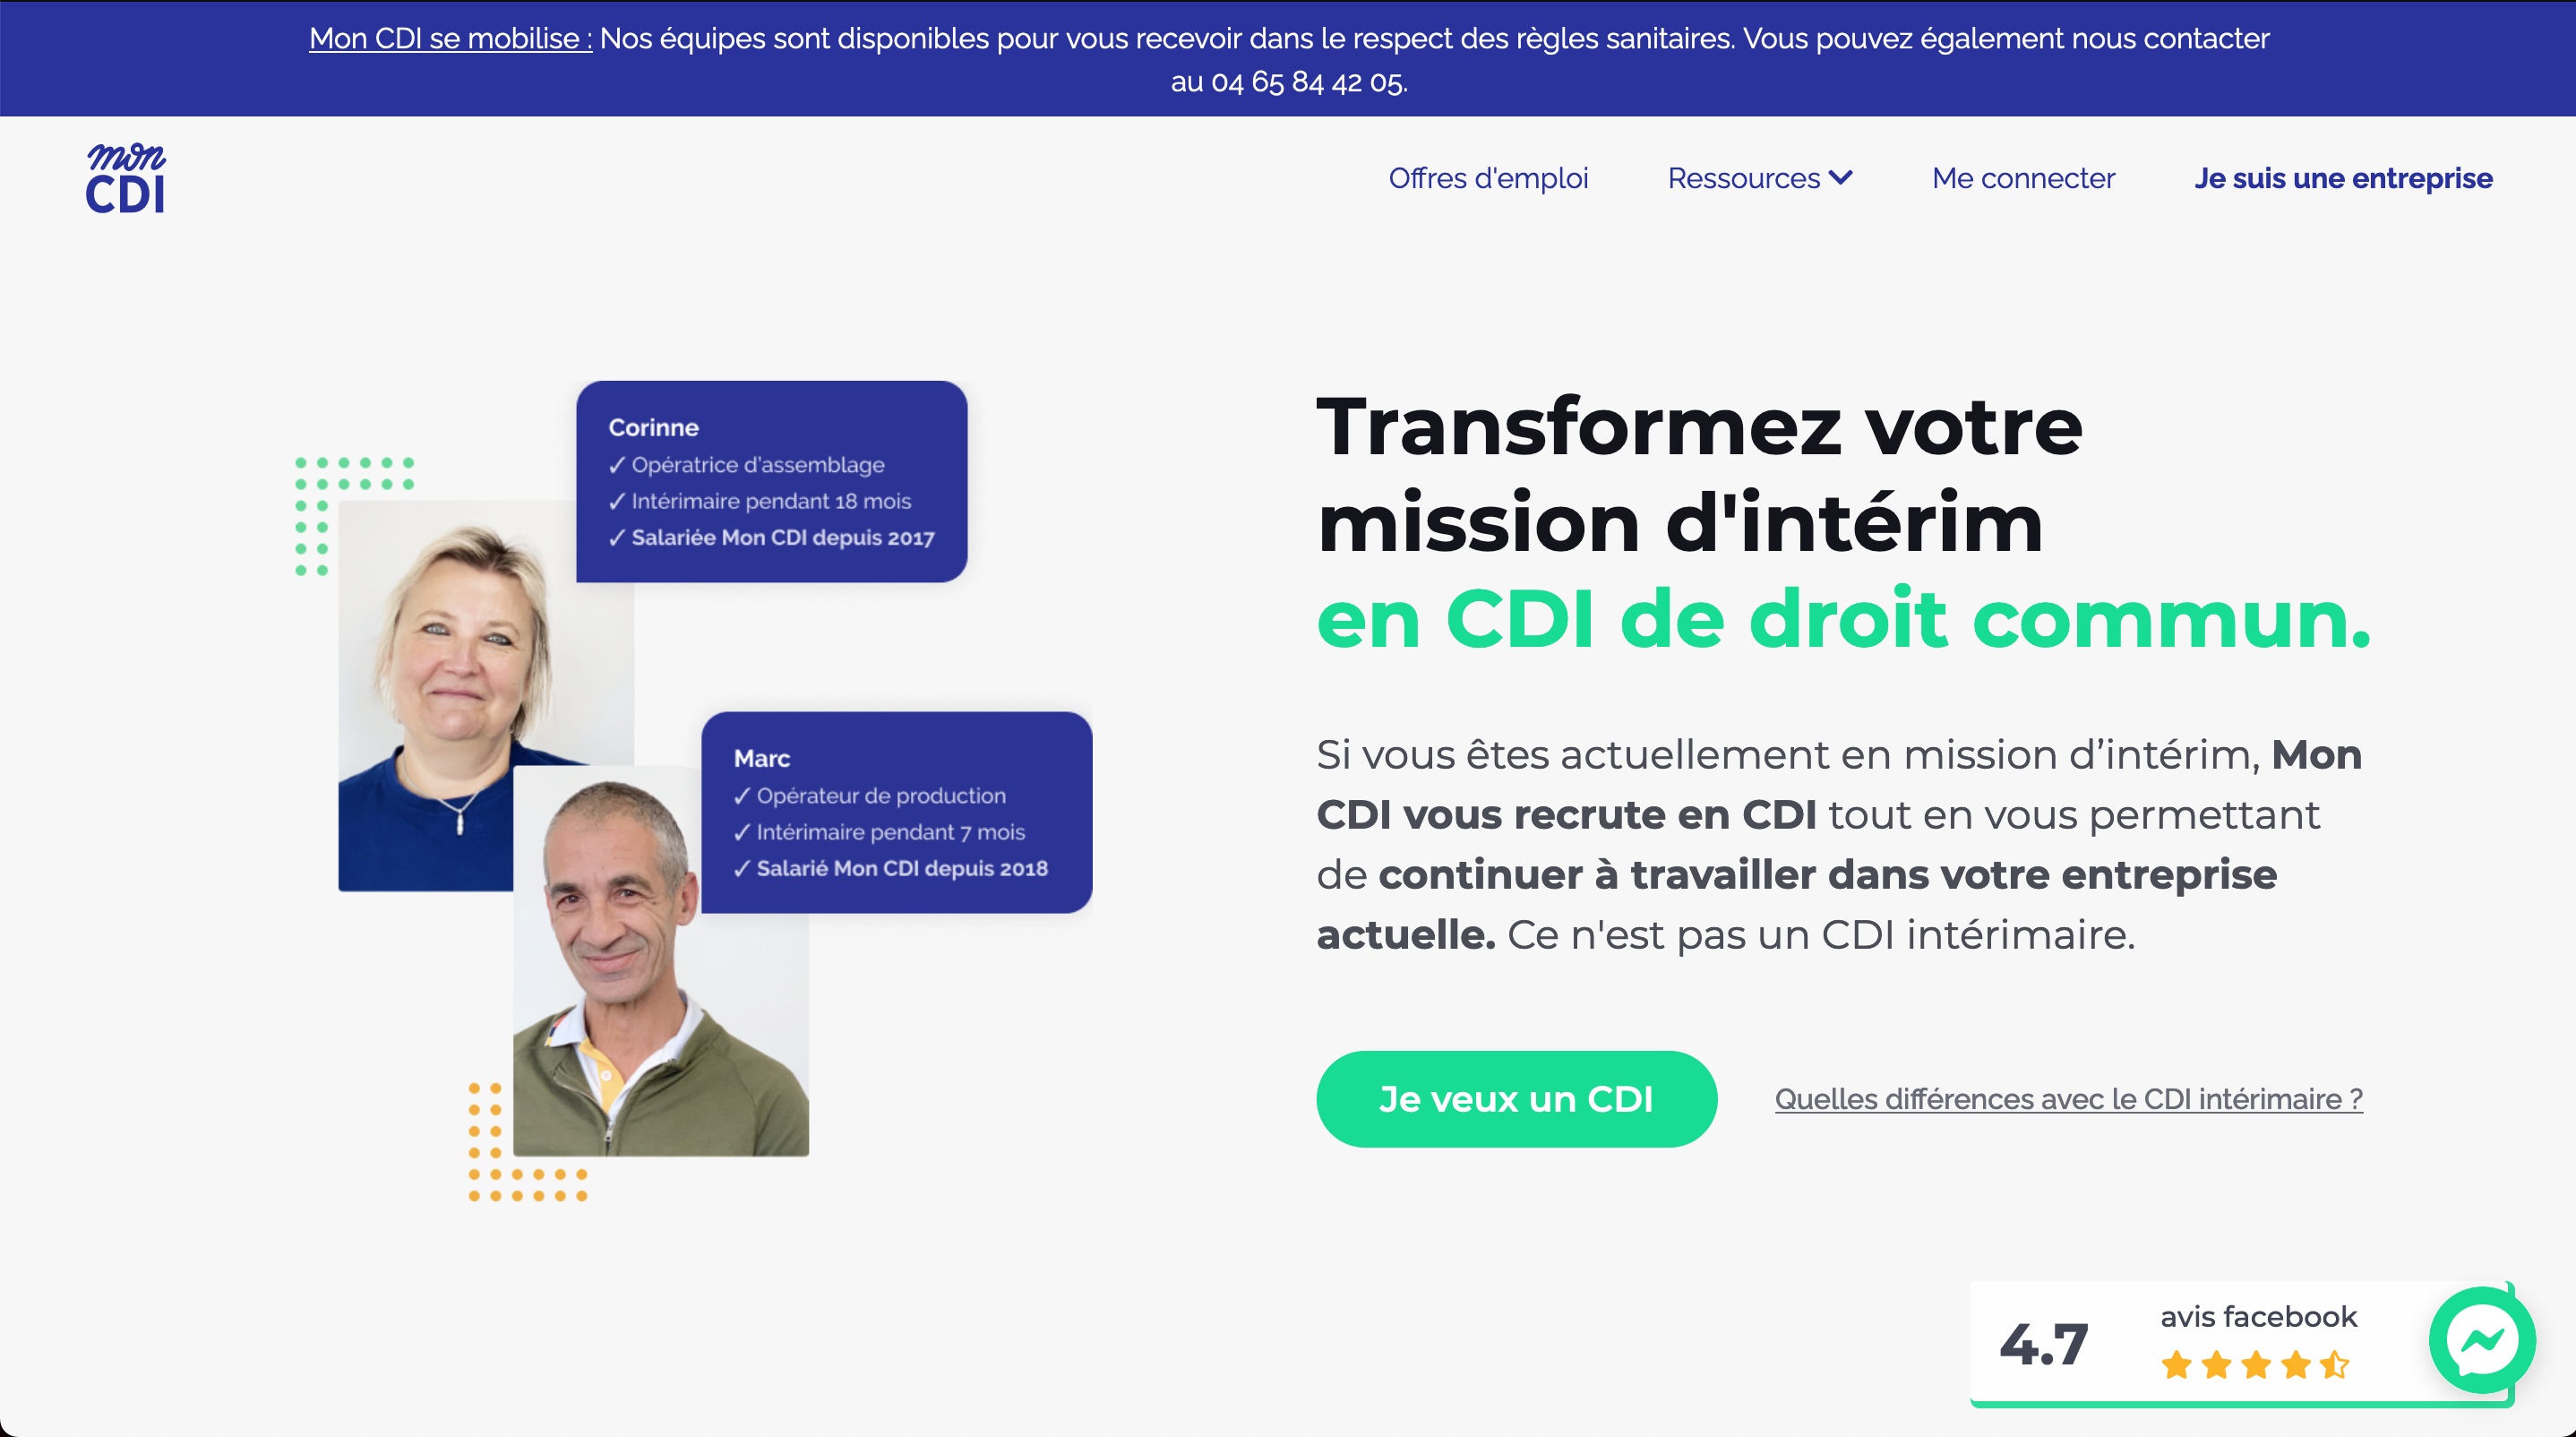 Mon CDI se mobilise : Nos équipes sont disponibles pour vous recevoir dans le respect des règles sanitaires. Vous pouvez également nous contacter
au 04 65 84 42 05.
mon
CDI
Offres d'emploi
Ressources
Me connecter
Je suis une entreprise
Corinne
✓ Opératrice d’assemblage
✓ Intérimaire pendant 18 mois
✓ Salariée Mon CDI depuis 2017
Marc
✓ Opérateur de production
✓ Intérimaire pendant 7 mois
✓ Salarié Mon CDI depuis 2018
Transformez votre
mission d'intérim
en CDI de droit commun.
Si vous êtes actuellement en mission d’intérim, Mon
CDI vous recrute en CDI tout en vous permettant
de continuer à travailler dans votre entreprise
actuelle. Ce n'est pas un CDI intérimaire.
Je veux un CDI
Quelles différences avec le CDI intérimaire ?
4.7
avis facebook